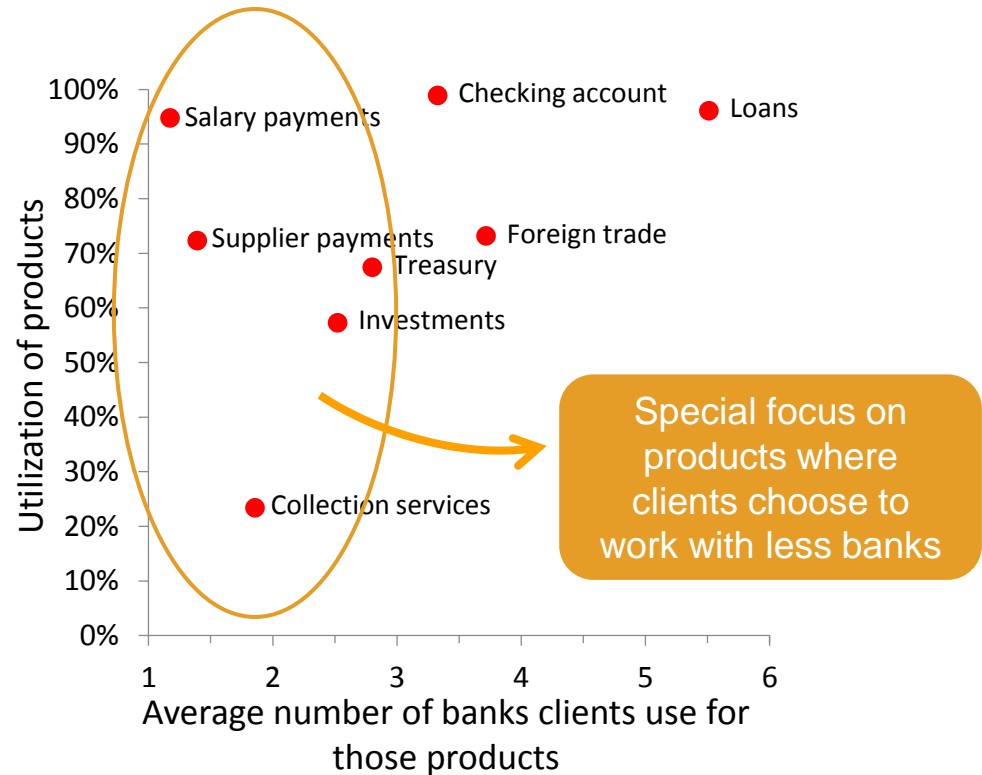 Utilization of products
100%
90%
80%
70%
60%
50%
40%
30%
20%
10%
0%
Checking account
Loans
Salary payments
Supplier payments
Foreign trade
Treasury
Investments
Collection services
Special focus on
products where
clients choose to
work with less banks
1 2 3 4 5 6
Average number of banks clients use for
those products